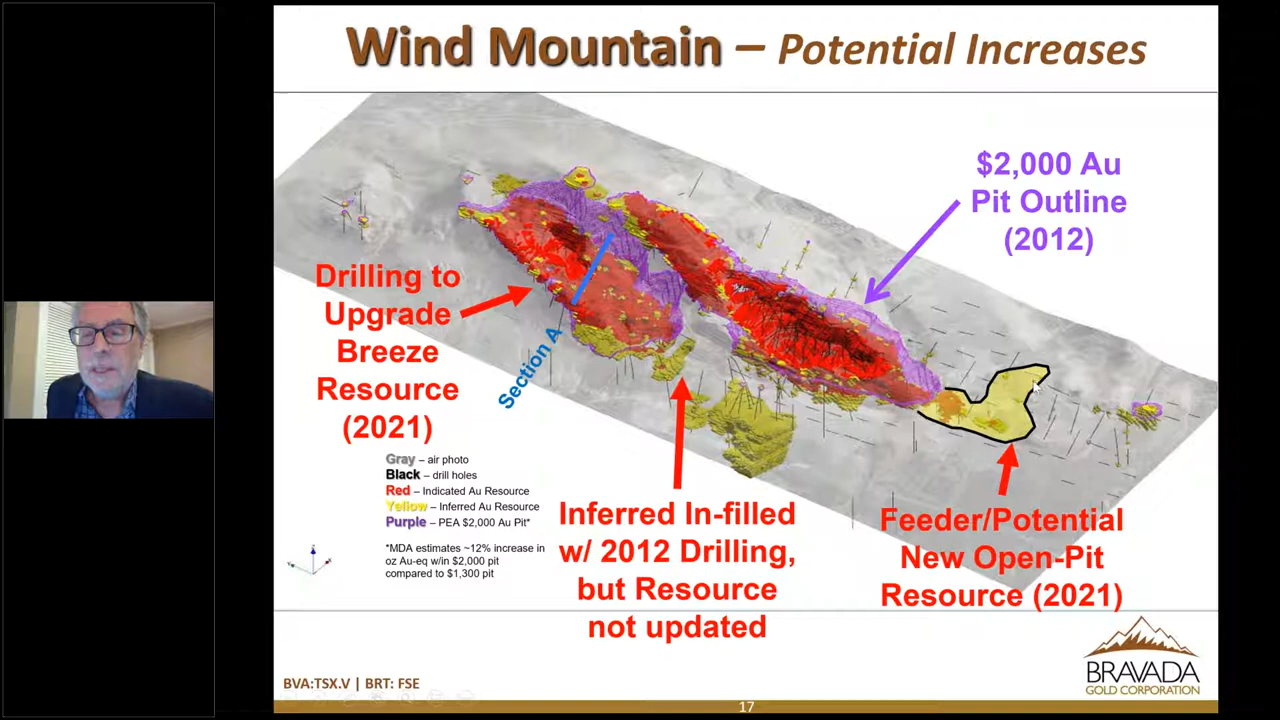 Wind Mountain – Potential Increases
$2,000 Au
Pit Outline
(2012)
Drilling to
Upgrade
Breeze
Resource
(2021)
Section A
Gray – air photo
Black – drill holes
Red – Indicated Au Resource
Yellow – Inferred Au Resource
Purple – PEA $2,000 Au Pit*
*MDA estimates ~12% increase in
oz Au-eq w/in $2,000 pit
compared to $1,300 pit
Inferred In-filled
w/ 2012 Drilling,
but Resource
not updated
Feeder/Potential
New Open-Pit
Resource (2021)
BVA:TSX.V | BRT: FSE
BRAVADA
GOLD CORPORATION
17